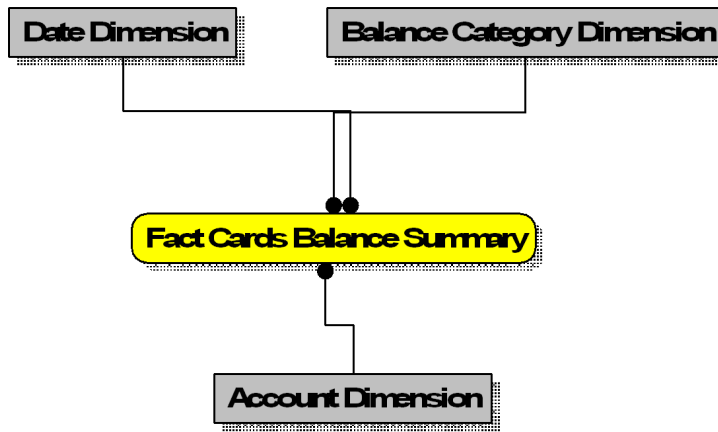 Date Dimension
Balance Category Dimension
Fact Cards Balance Summary
Account Dimension